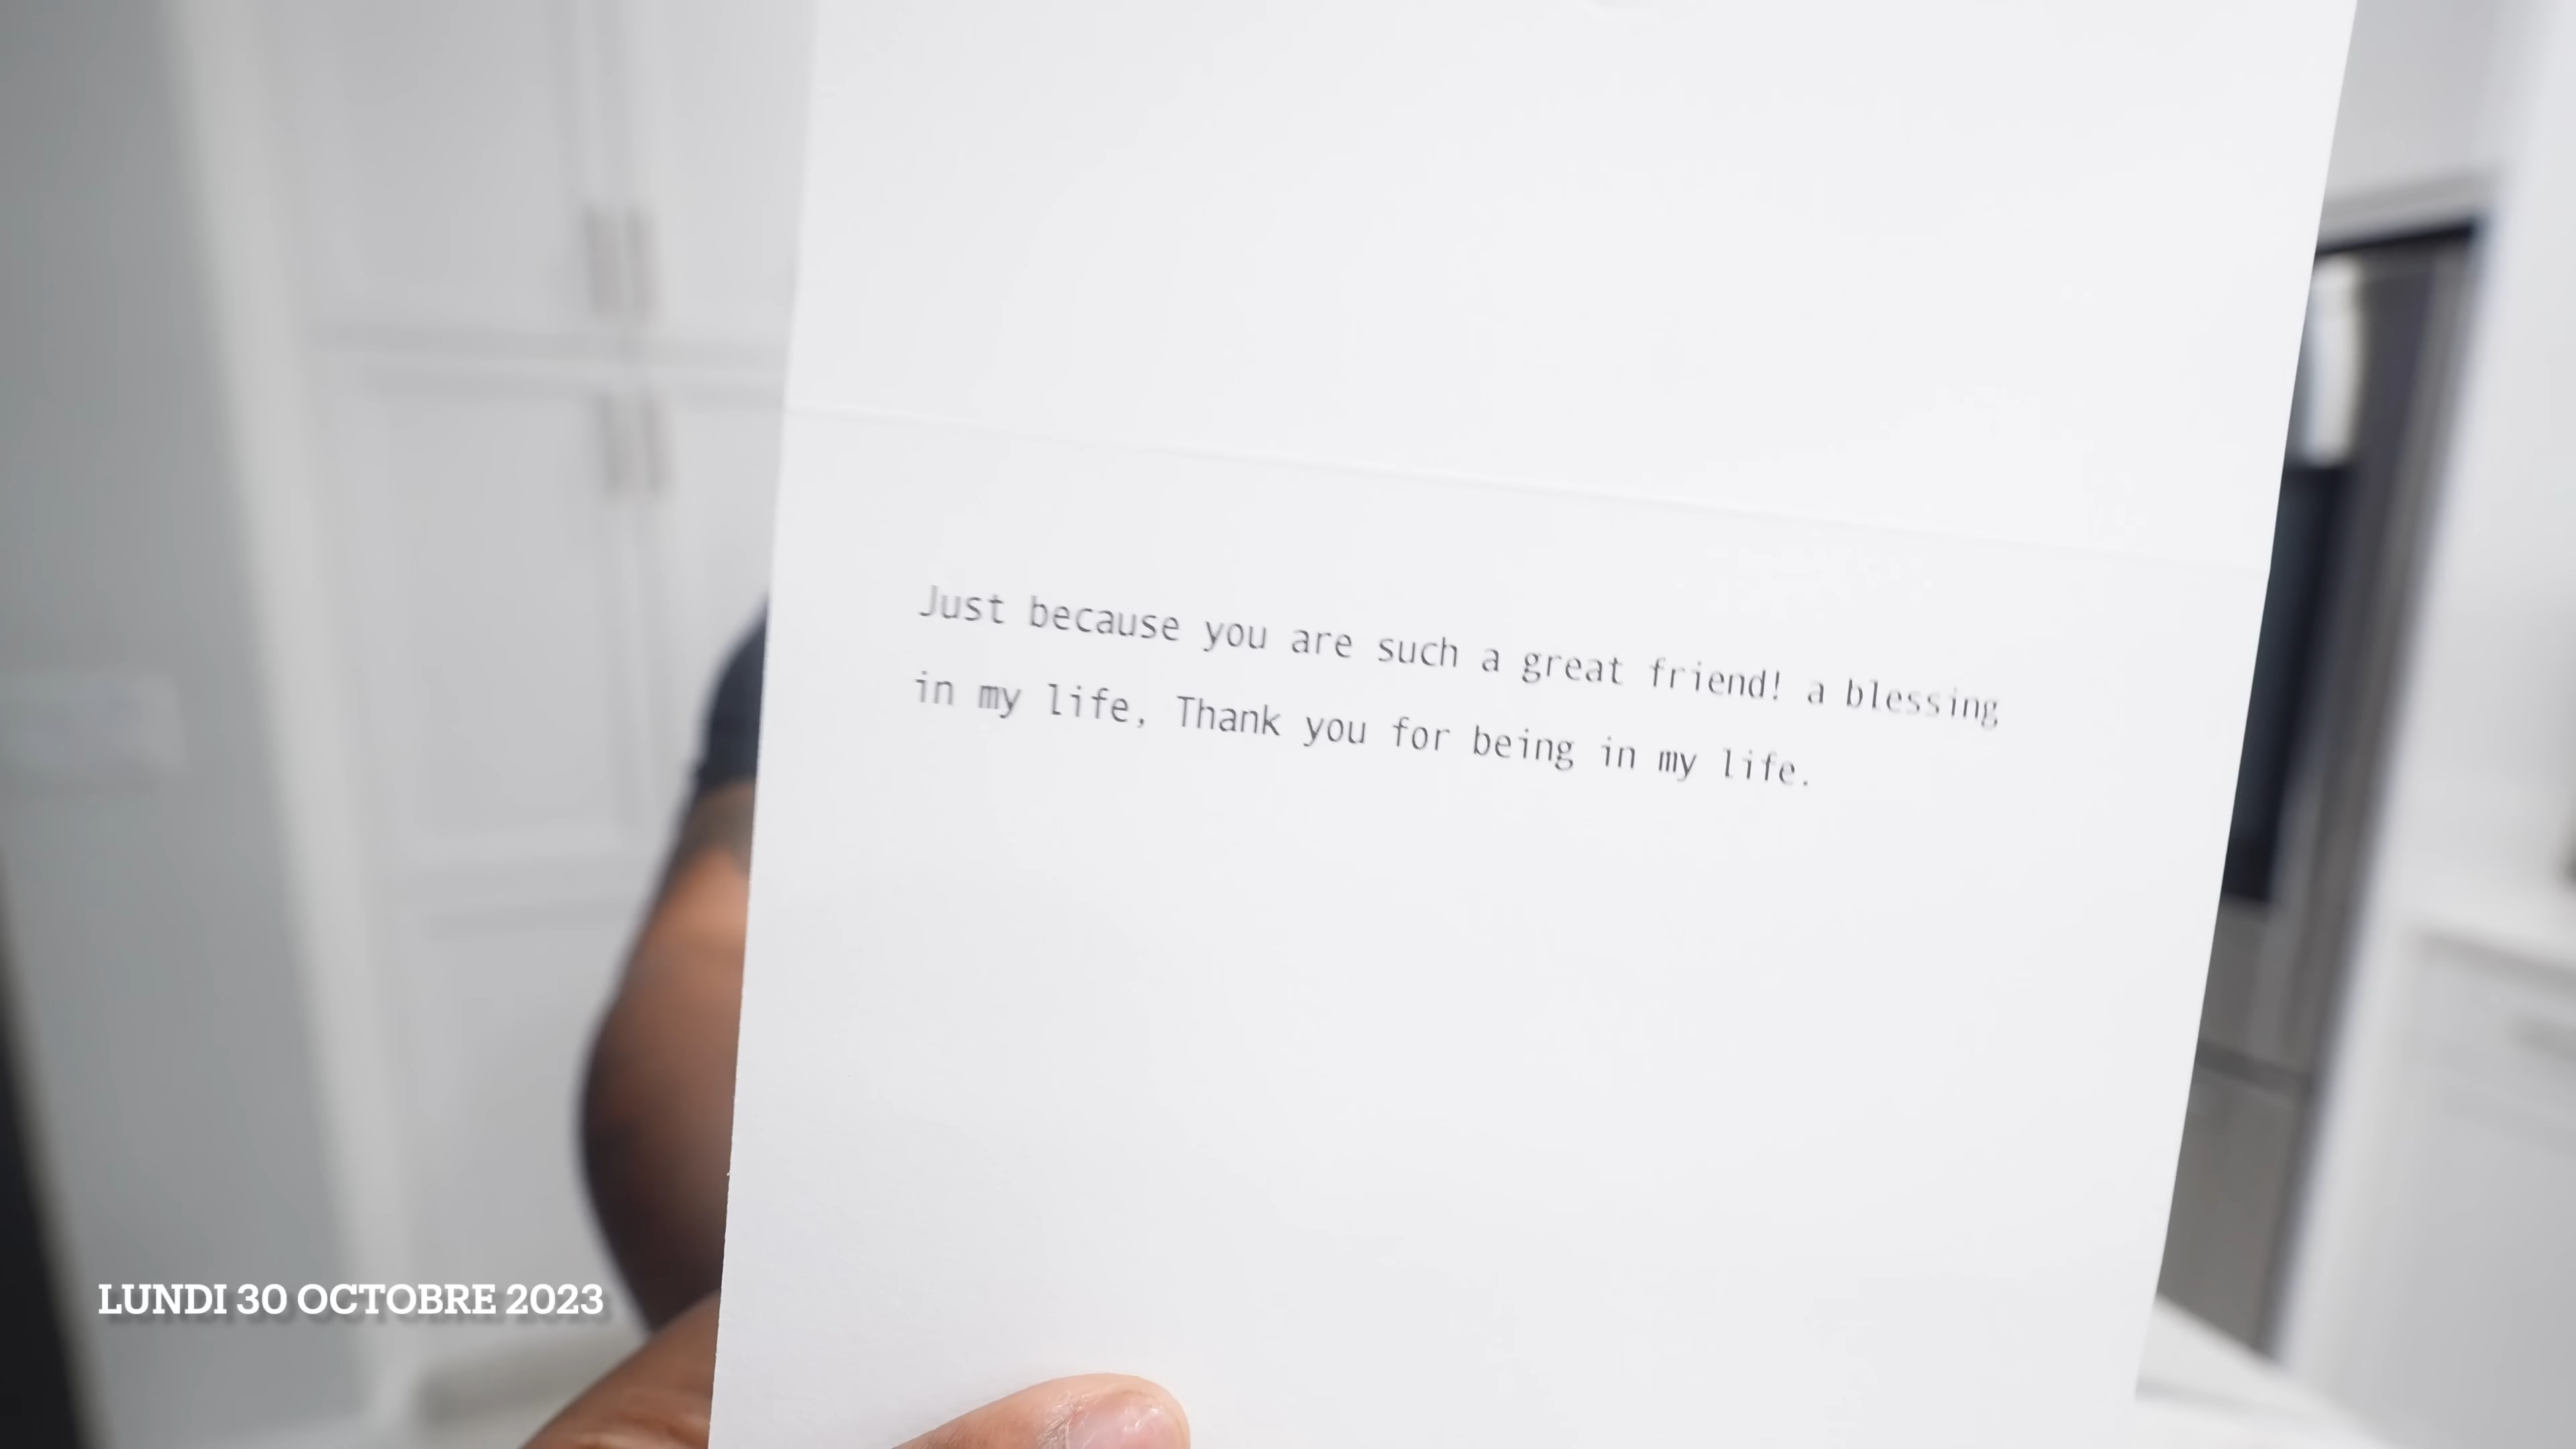 Just because you are such a great friend! a blessing
in my life, Thank you for being in my life.
LUNDI 30 OCTOBRE 2023